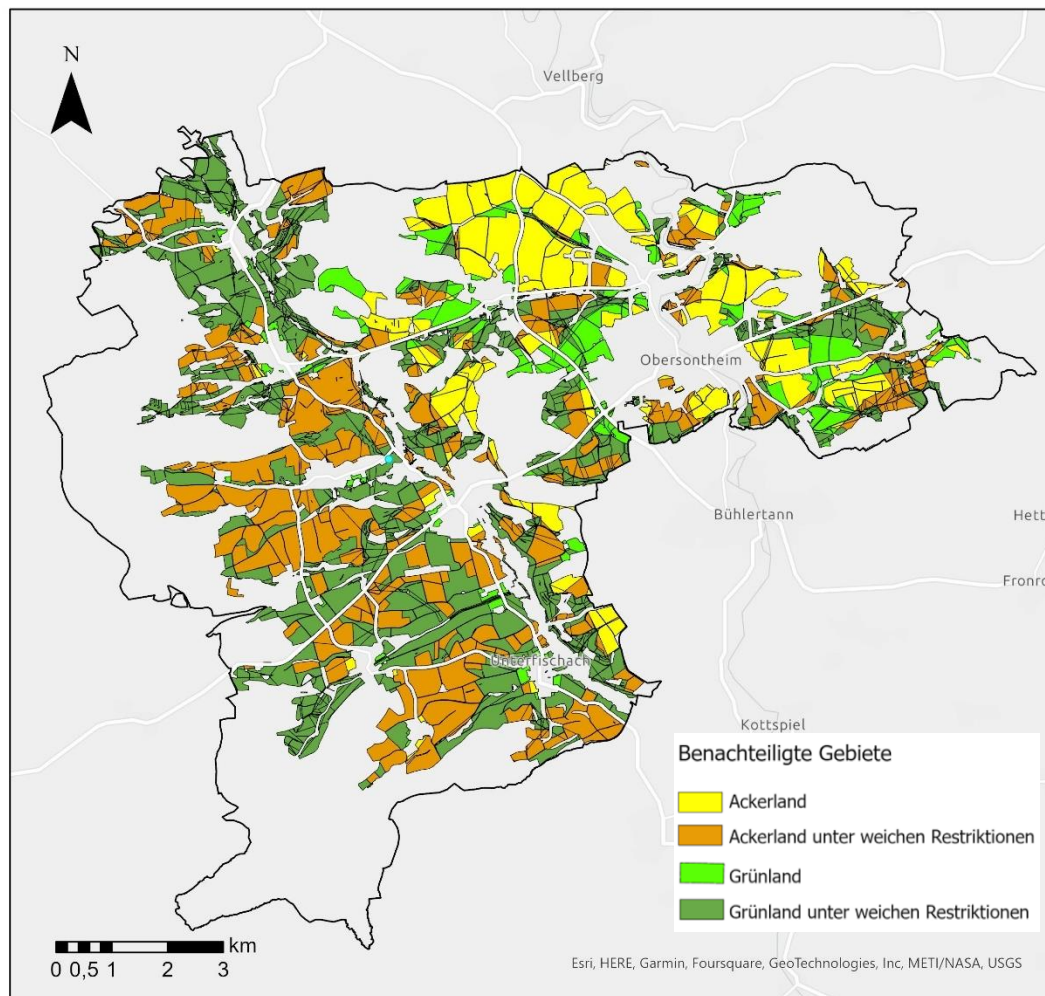 N
Vellberg
Obersontheim
Bühlertann
Hett
Fronro
Unterfischach
Kottspiel
Benachteiligte Gebiete
Ackerland
Ackerland unter weichen Restriktionen
Grünland
Grünland unter weichen Restriktionen
km
0 0,5 1 2 3
Esri, HERE, Garmin, Foursquare, GeoTechnologies, Inc, METI/NASA, USGS